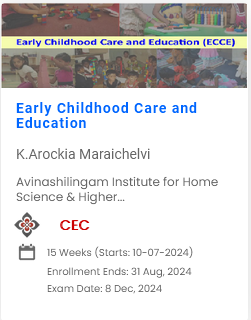 Early Childhood Care and Education (ECCE)
Early Childhood Care and
Education
K.Arockia Maraichelvi
Avinashilingam Institute for Home
Science & Higher...
CEC
15 Weeks (Starts: 10-07-2024)
Enrollment Ends: 31 Aug, 2024
Exam Date: 8 Dec, 2024